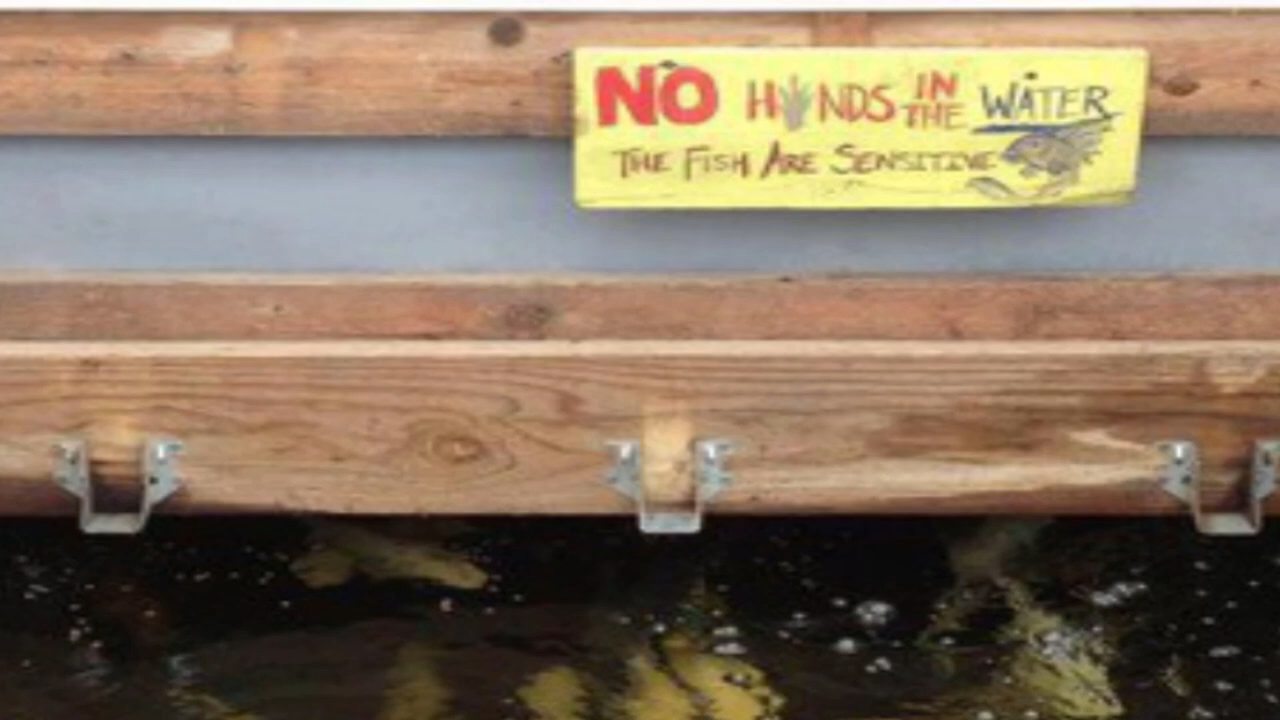 NO HANDS IN THE WATER
THE FISH ARE SENSITIVE